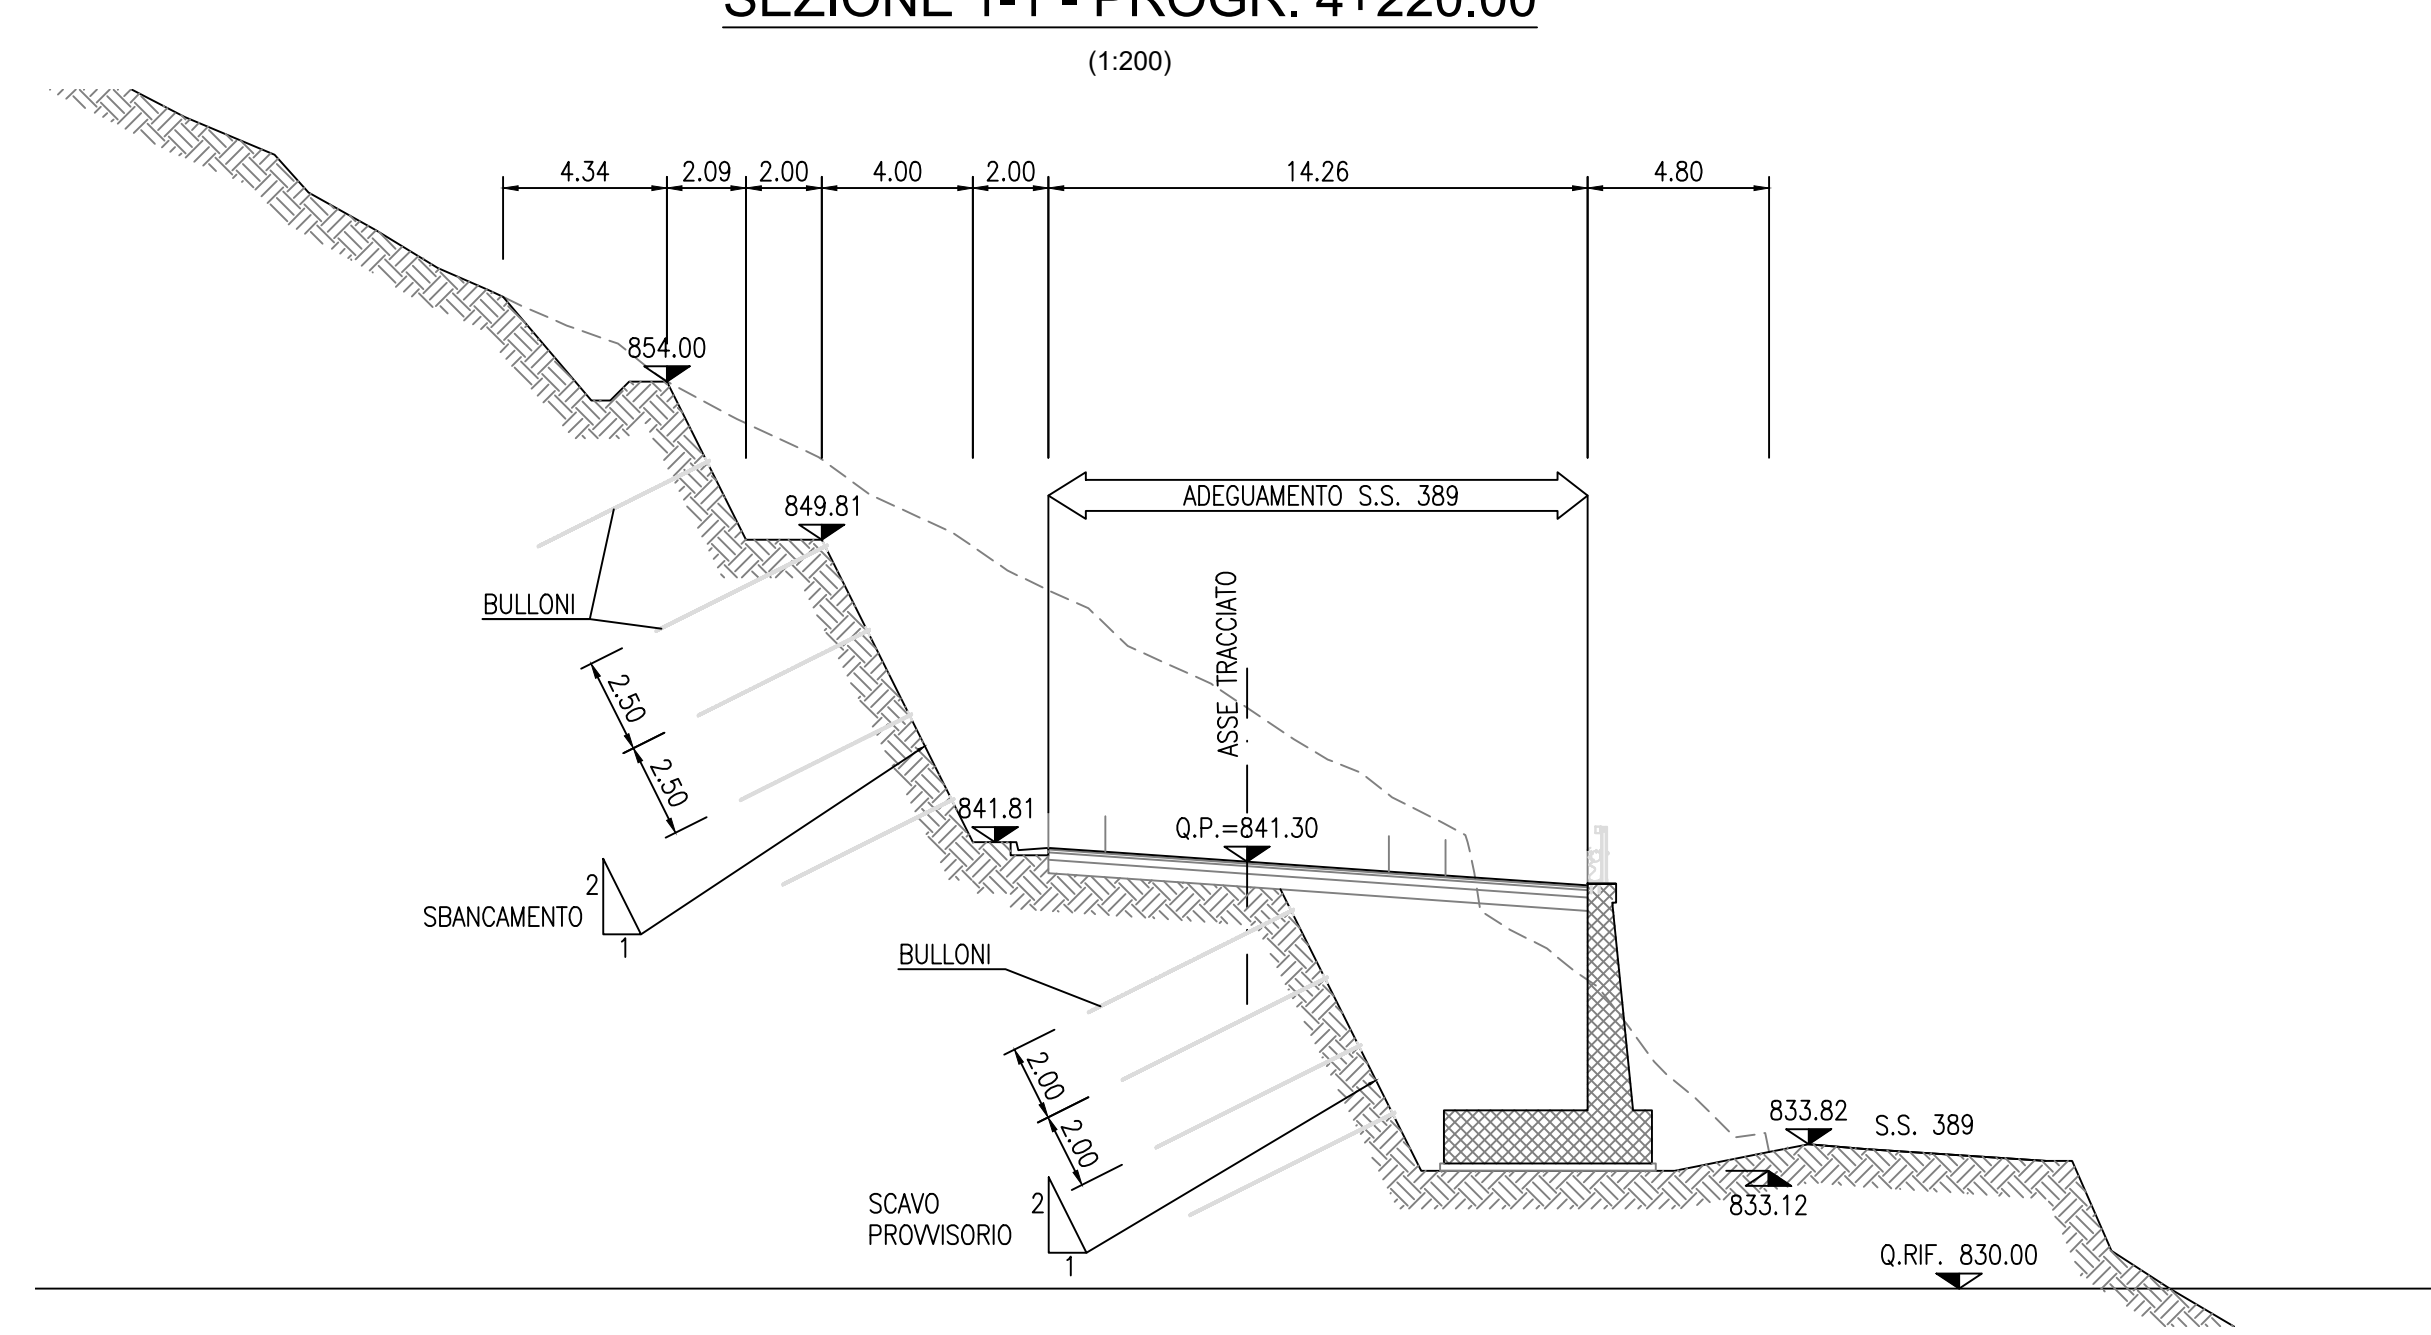 SEZIONE 1-1 - PROGR. 4+220.00
(1:200)
4.34 2.09 2.00 4.00 2.00 14.26 4.80
854.00
849.81
ADEGUAMENTO S.S. 389
ASSE TRACCIATO
BULLONI
2.50
2.50
841.81
Q.P.=841.30
2
SBANCAMENTO
1
BULLONI
2.00
2.00
833.82
S.S. 389
833.12
SCAVO
PROVVISORIO
2
1
Q.RIF. 830.00